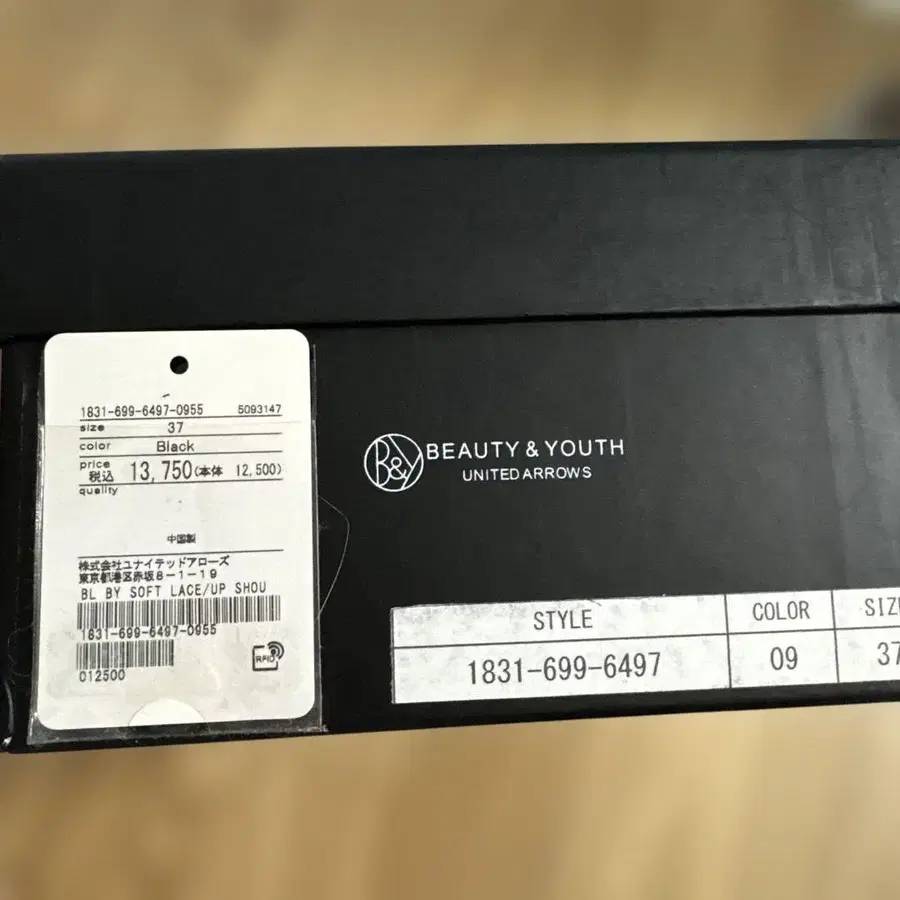 1831-699-6497-0955 5093147
size 37
color Black
price
税込 13,750(本体 12,500)
quality
中国製
株式会社ユナイテッドアローズ
東京都港区赤坂8-1-19
BL BY SOFT LACE/UP SHOU
1831-699-6497-0955
012500
RFID
B&Y BEAUTY & YOUTH
UNITED ARROWS
STYLE COLOR SIZ
1831-699-6497 09 37